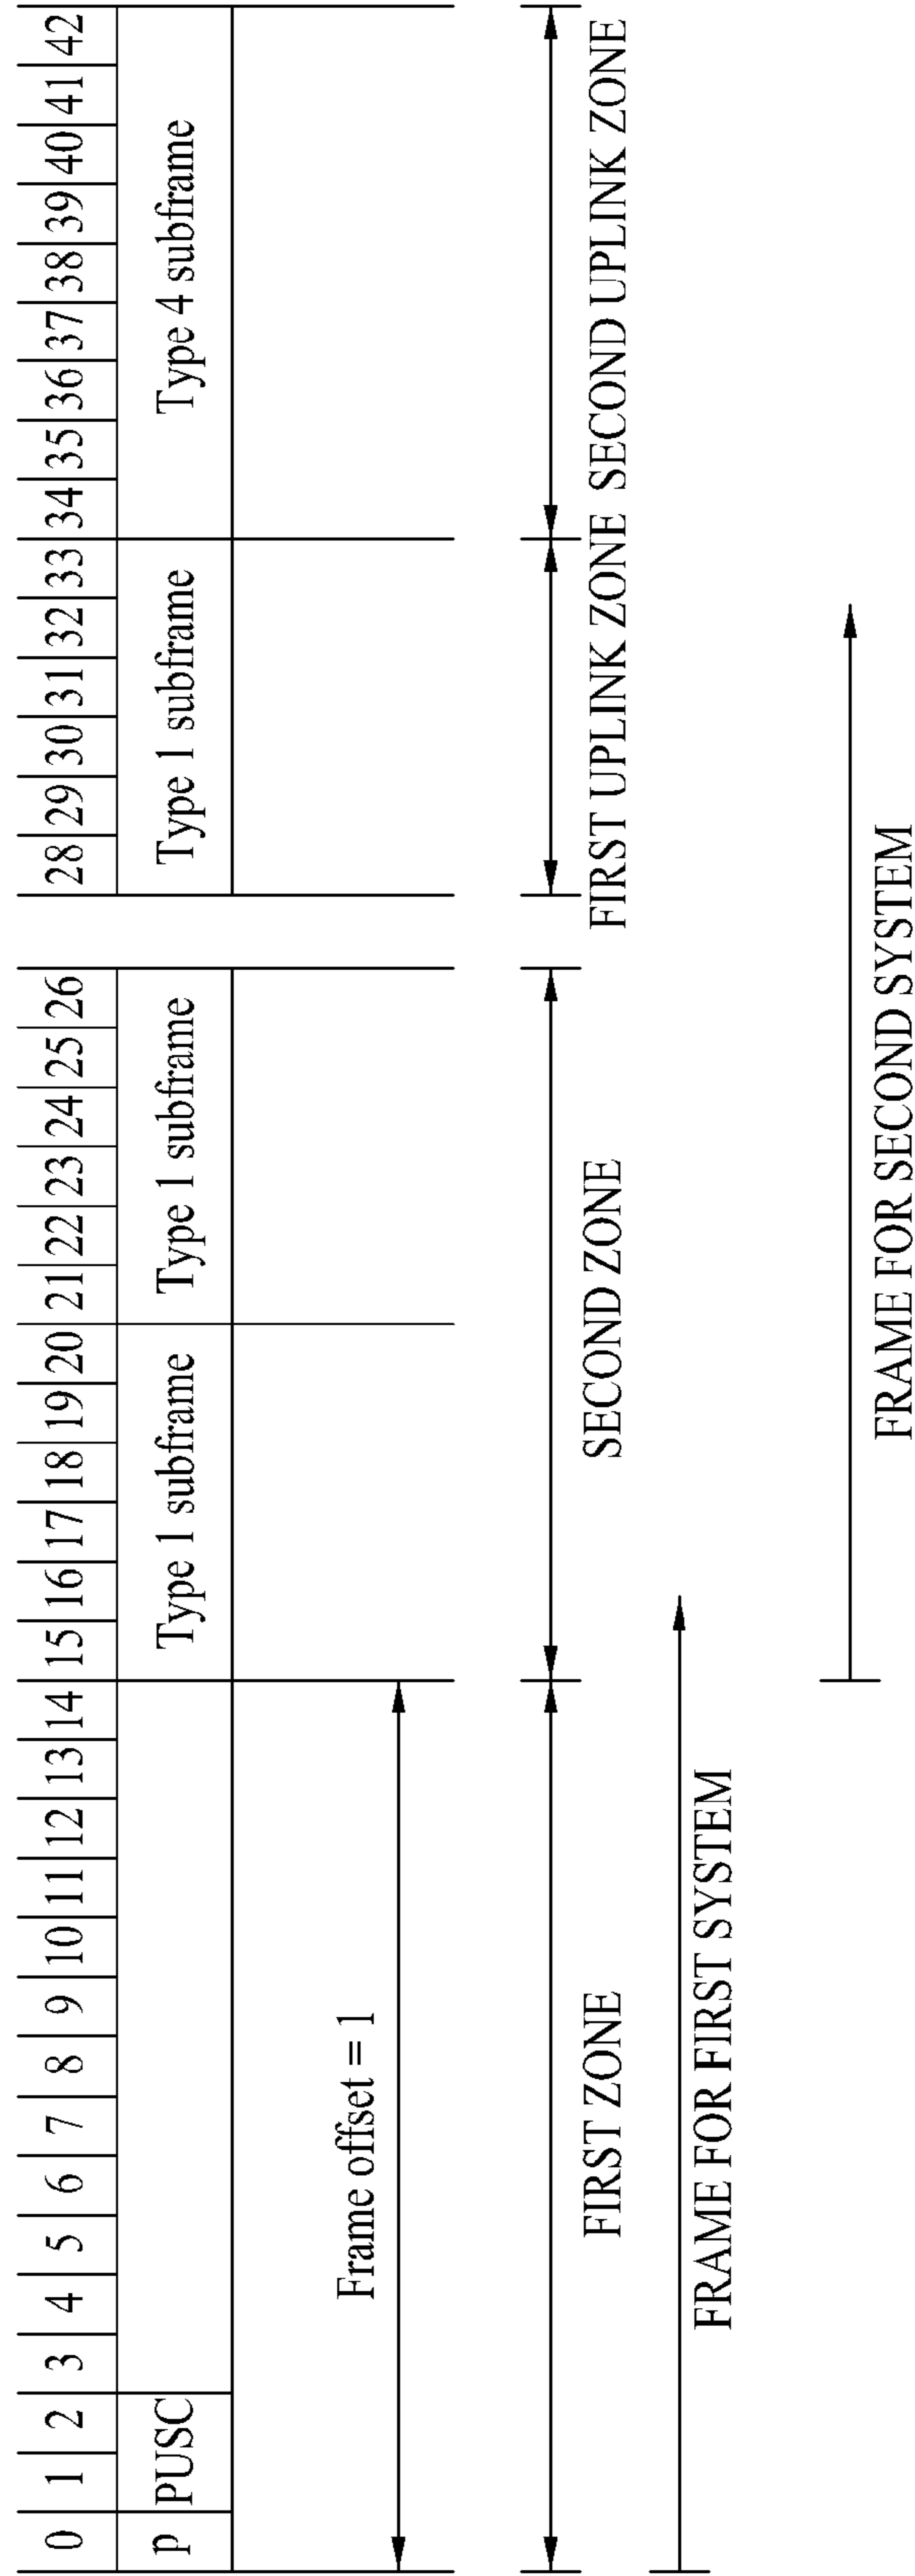 0 1 2 3 4 5 6 7 8 9 10 11 12 13 14 15 16 17 18 19 20 21 22 23 24 25 26 28 29 30 31 32 33 34 35 36 37 38 39 40 41 42
P PUSC Type 1 subframe Type 1 subframe Type 1 subframe Type 4 subframe
Frame offset = 1
FIRST ZONE SECOND ZONE FIRST UPLINK ZONE SECOND UPLINK ZONE
FRAME FOR FIRST SYSTEM
FRAME FOR SECOND SYSTEM